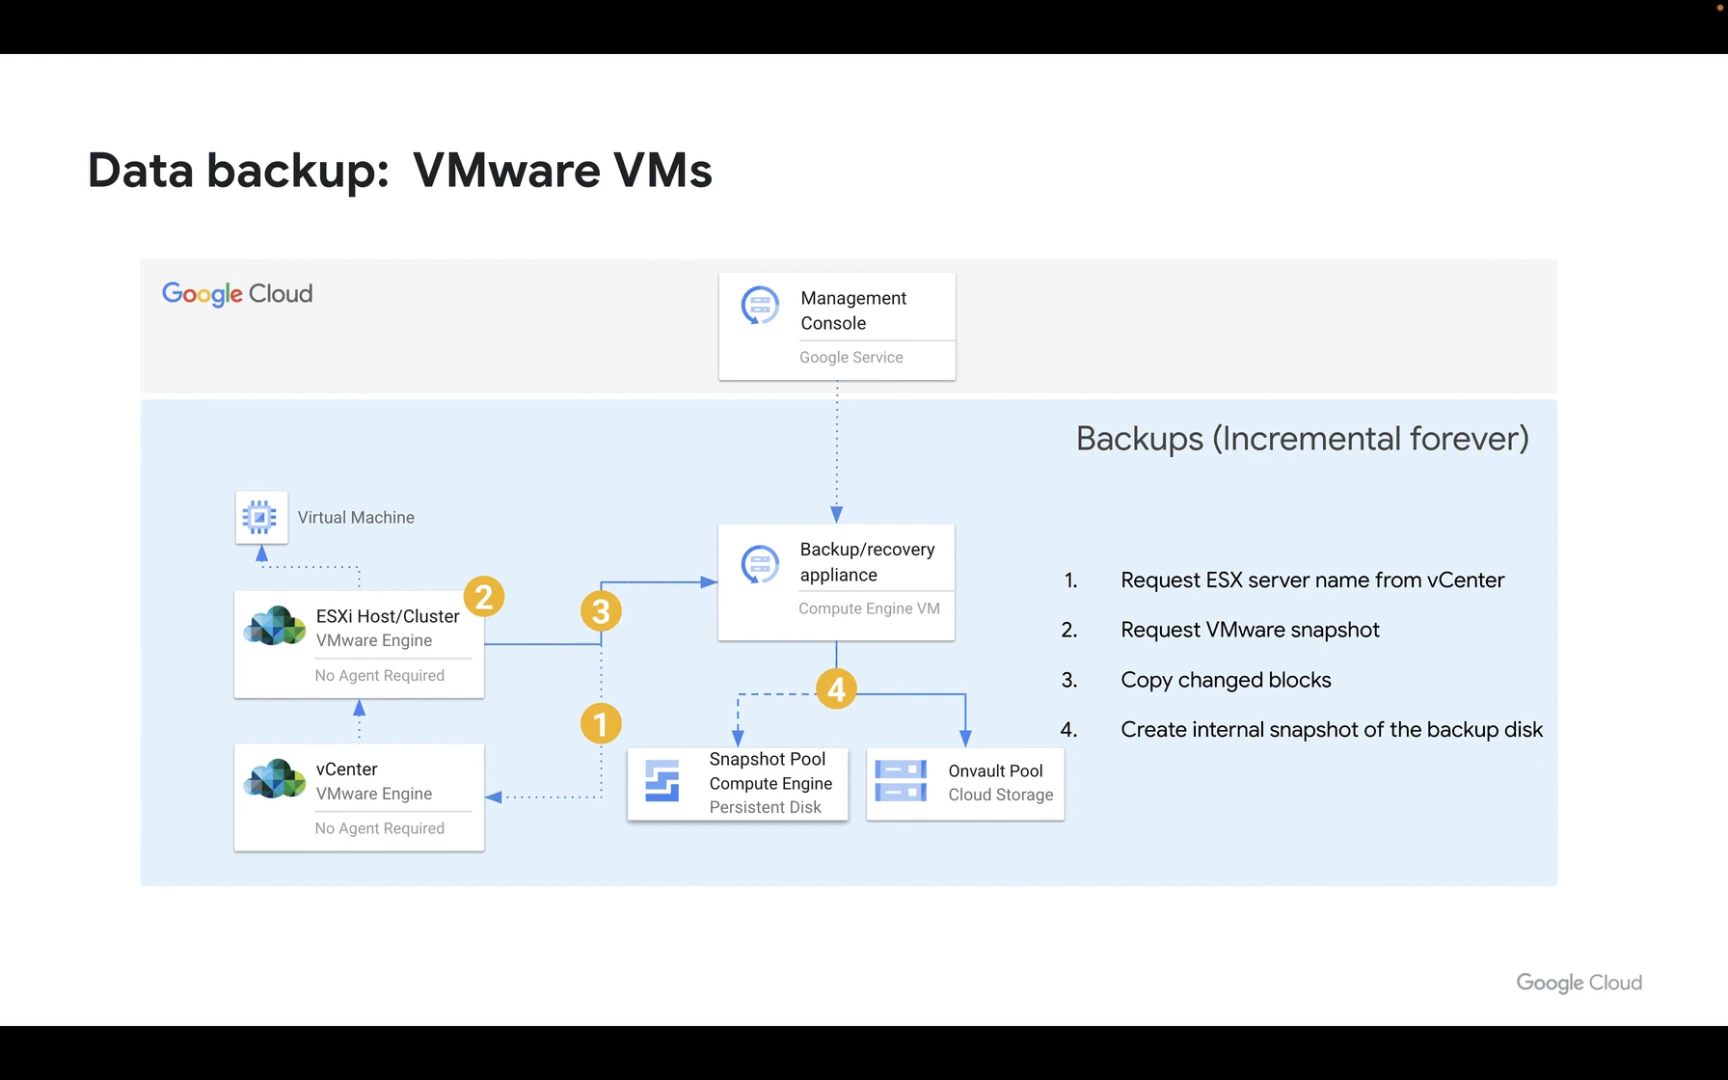 Data backup: VMware VMs
Google Cloud
Management
Console
Google Service
Backups (Incremental forever)
Virtual Machine
ESXi Host/Cluster
VMware Engine
No Agent Required
2
3
Backup/recovery
appliance
Compute Engine VM
1
4
vCenter
VMware Engine
No Agent Required
Snapshot Pool
Compute Engine
Persistent Disk
Onvault Pool
Cloud Storage
1. Request ESX server name from vCenter
2. Request VMware snapshot
3. Copy changed blocks
4. Create internal snapshot of the backup disk
Google Cloud